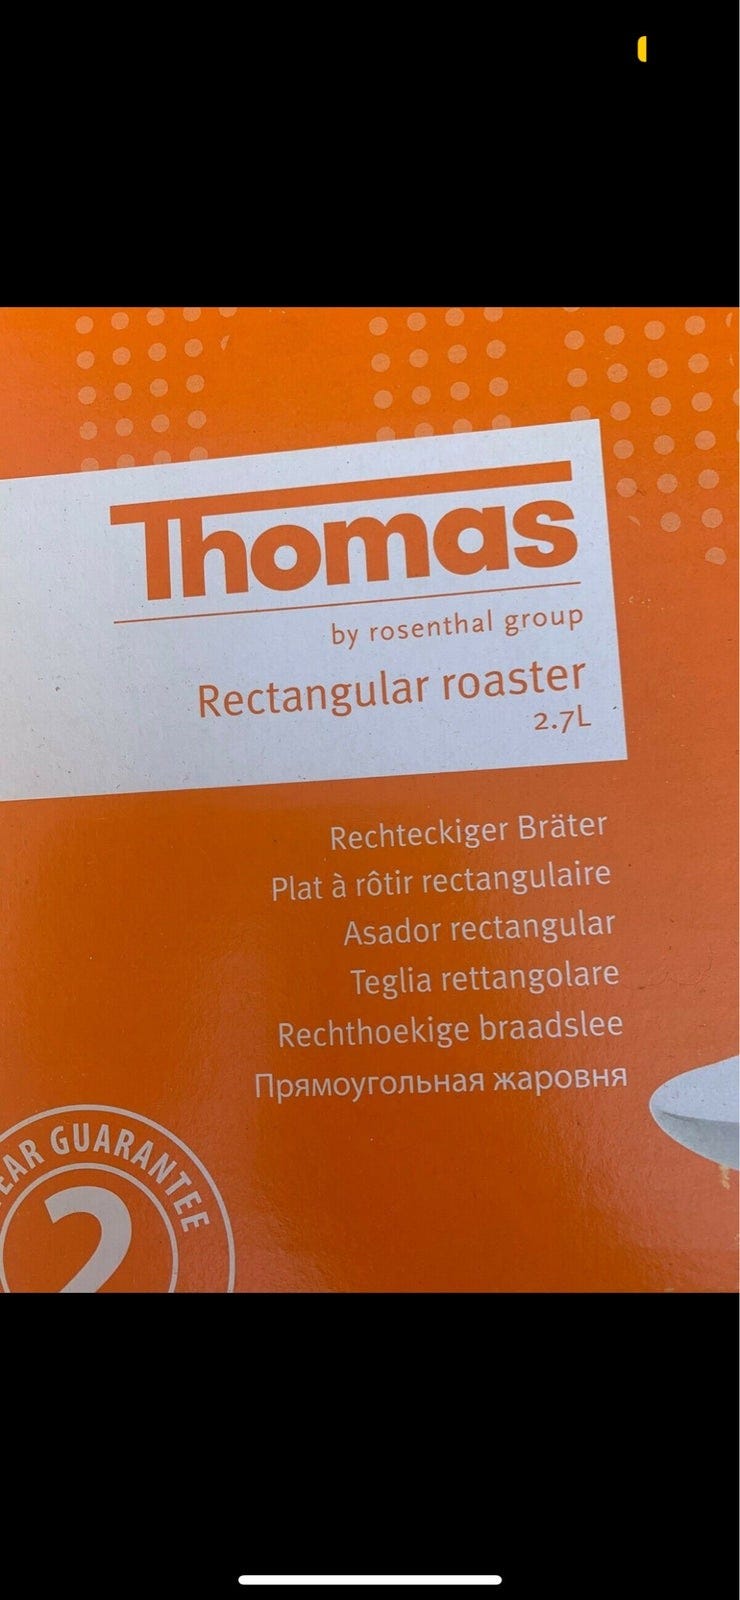 Thomas
by rosenthal group
Rectangular roaster
2.7L
Rechteckiger Bräter
Plat à rôtir rectangulaire
Asador rectangular
Teglia rettangolare
Rechthoekige braadslee
Прямоугольная жаровня
GUARANTEE
2